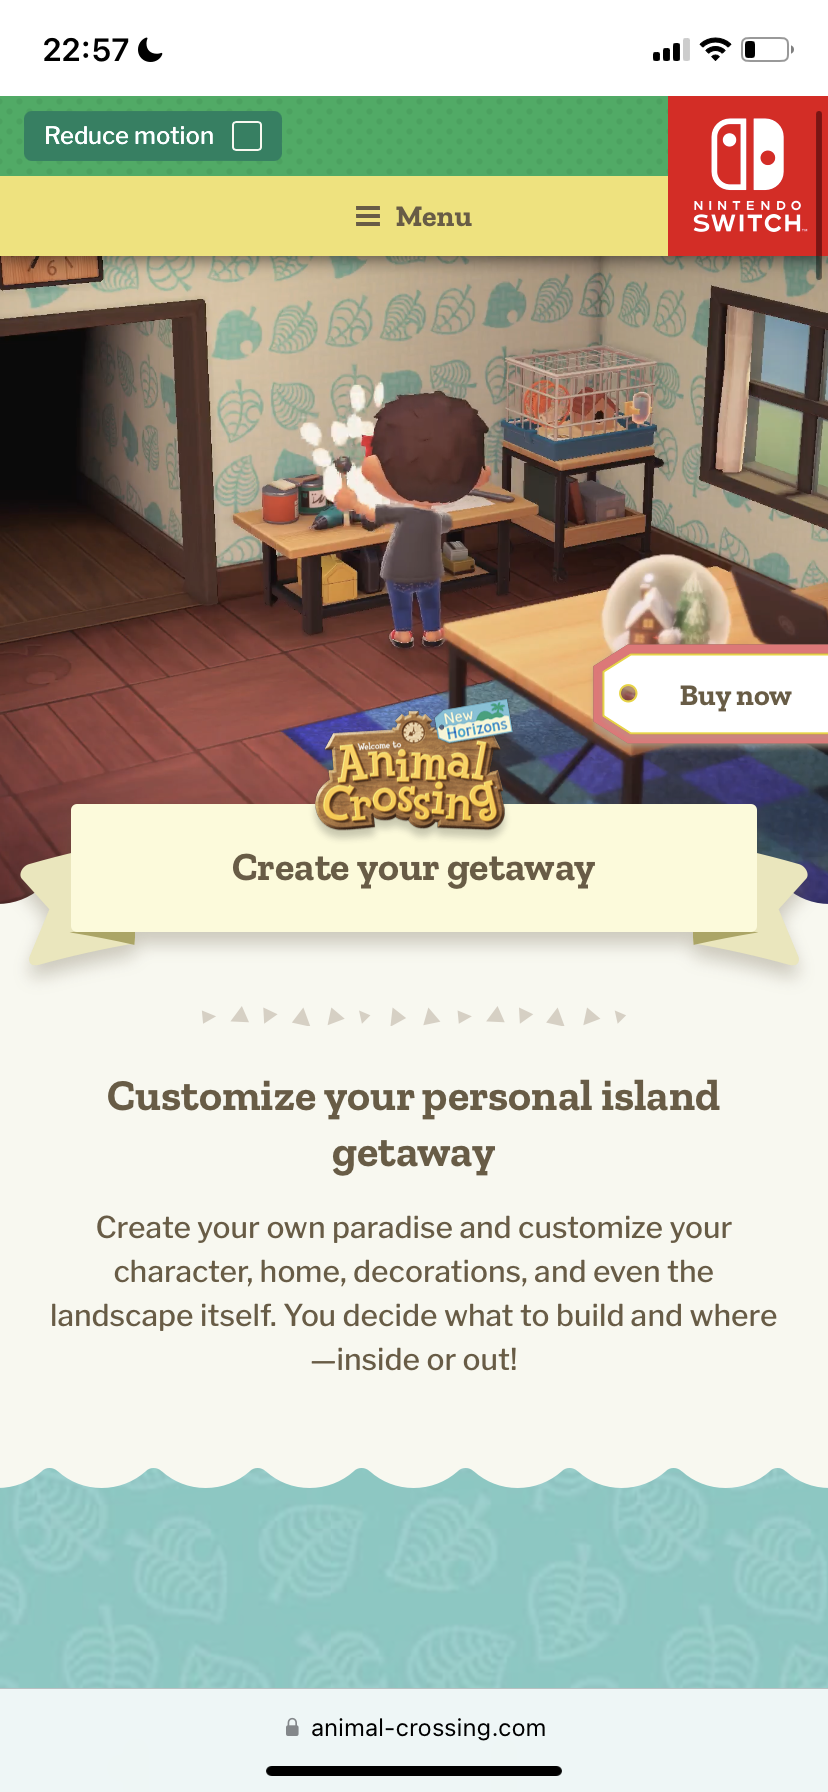 22:57
Reduce motion
NINTENDO
SWITCH™
Menu
6
Buy now
New
Horizons
Welcome to
Animal
Crossing
Create your getaway
Customize your personal island
getaway
Create your own paradise and customize your
character, home, decorations, and even the
landscape itself. You decide what to build and where
—inside or out!
animal-crossing.com